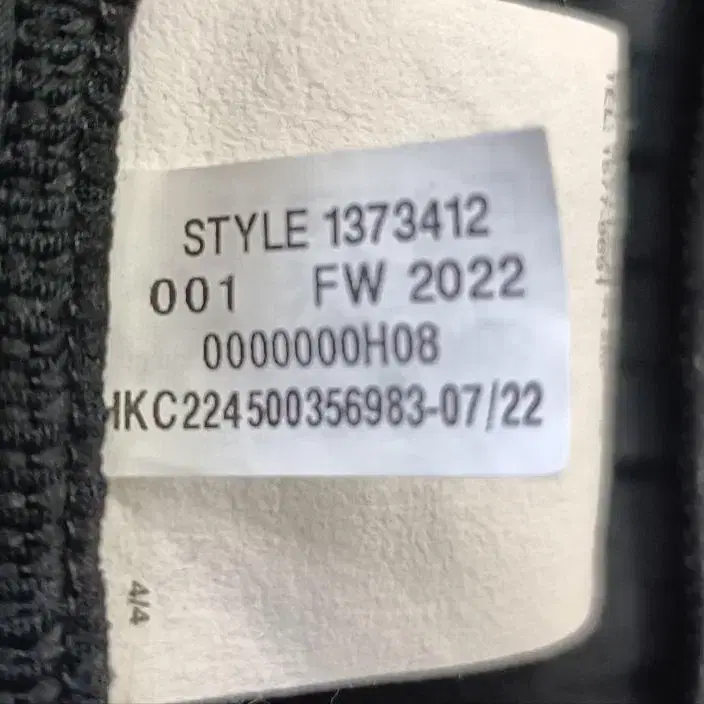 STYLE 1373412
001 FW 2022
0000000H08
HKC224500356983-07/22
4/4